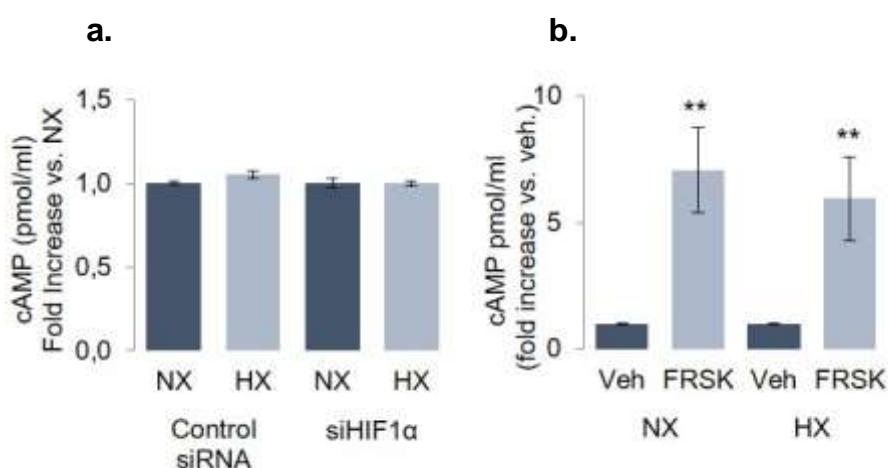 a.
cAMP (pmol/ml)
Fold Increase vs. NX
1,5
1,0
0,5
0,0
NX HX NX HX
Control
siRNA
siHIF1α
b.
cAMP pmol/ml
(fold increase vs. veh.)
10
5
0
**
**
Veh FRSK Veh FRSK
NX HX